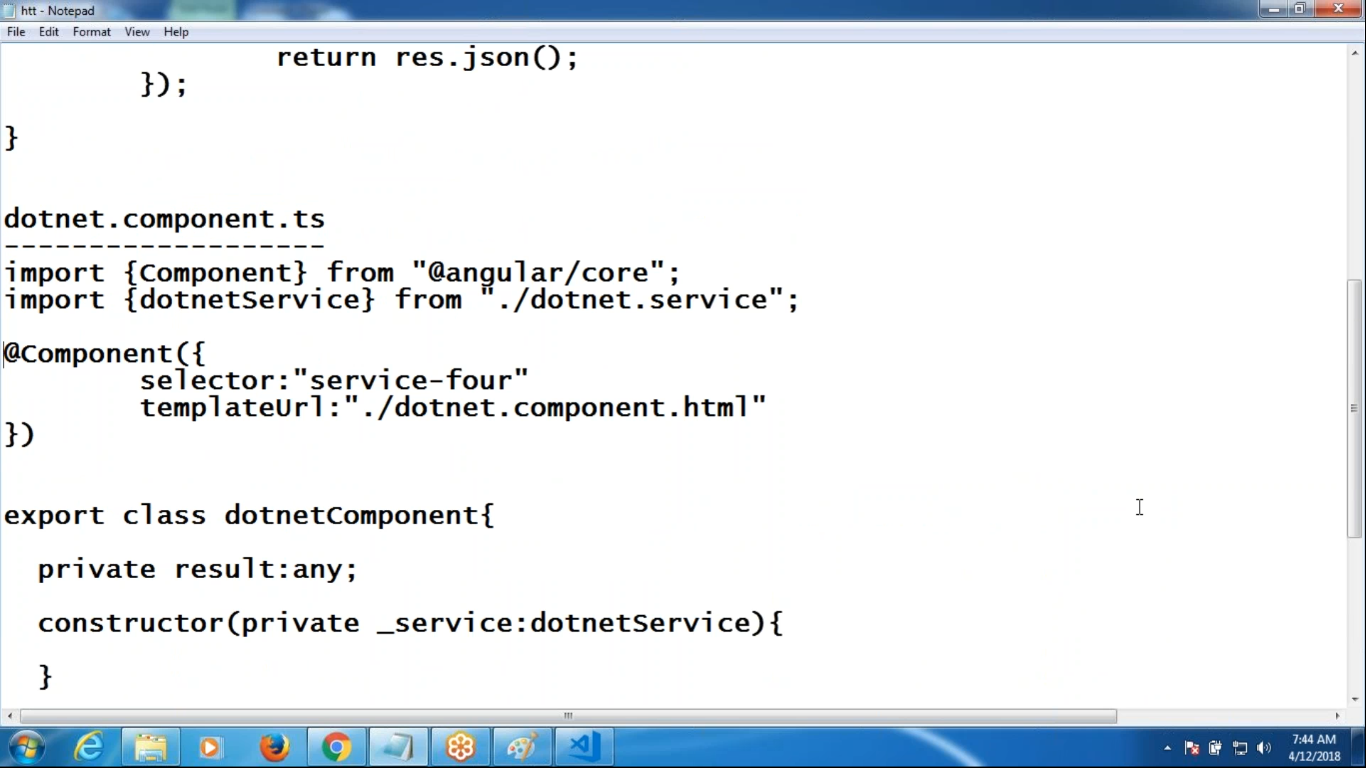 htt - Notepad
File Edit Format View Help
return res.json();
});
}
dotnet.component.ts
-------------------
import {Component} from "@angular/core";
import {dotnetService} from "./dotnet.service";
@Component({
selector:"service-four"
templateUrl:"./dotnet.component.html"
})
export class dotnetComponent{
private result:any;
constructor(private _service:dotnetService){
}
7:44 AM
4/12/2018